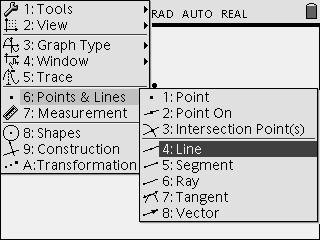 1: Tools
2: View
RAD AUTO REAL
3: Graph Type
4: Window
5: Trace
6: Points & Lines
7: Measurement
8: Shapes
9: Construction
A: Transformation
1: Point
2: Point On
3: Intersection Point(s)
4: Line
5: Segment
6: Ray
7: Tangent
8: Vector